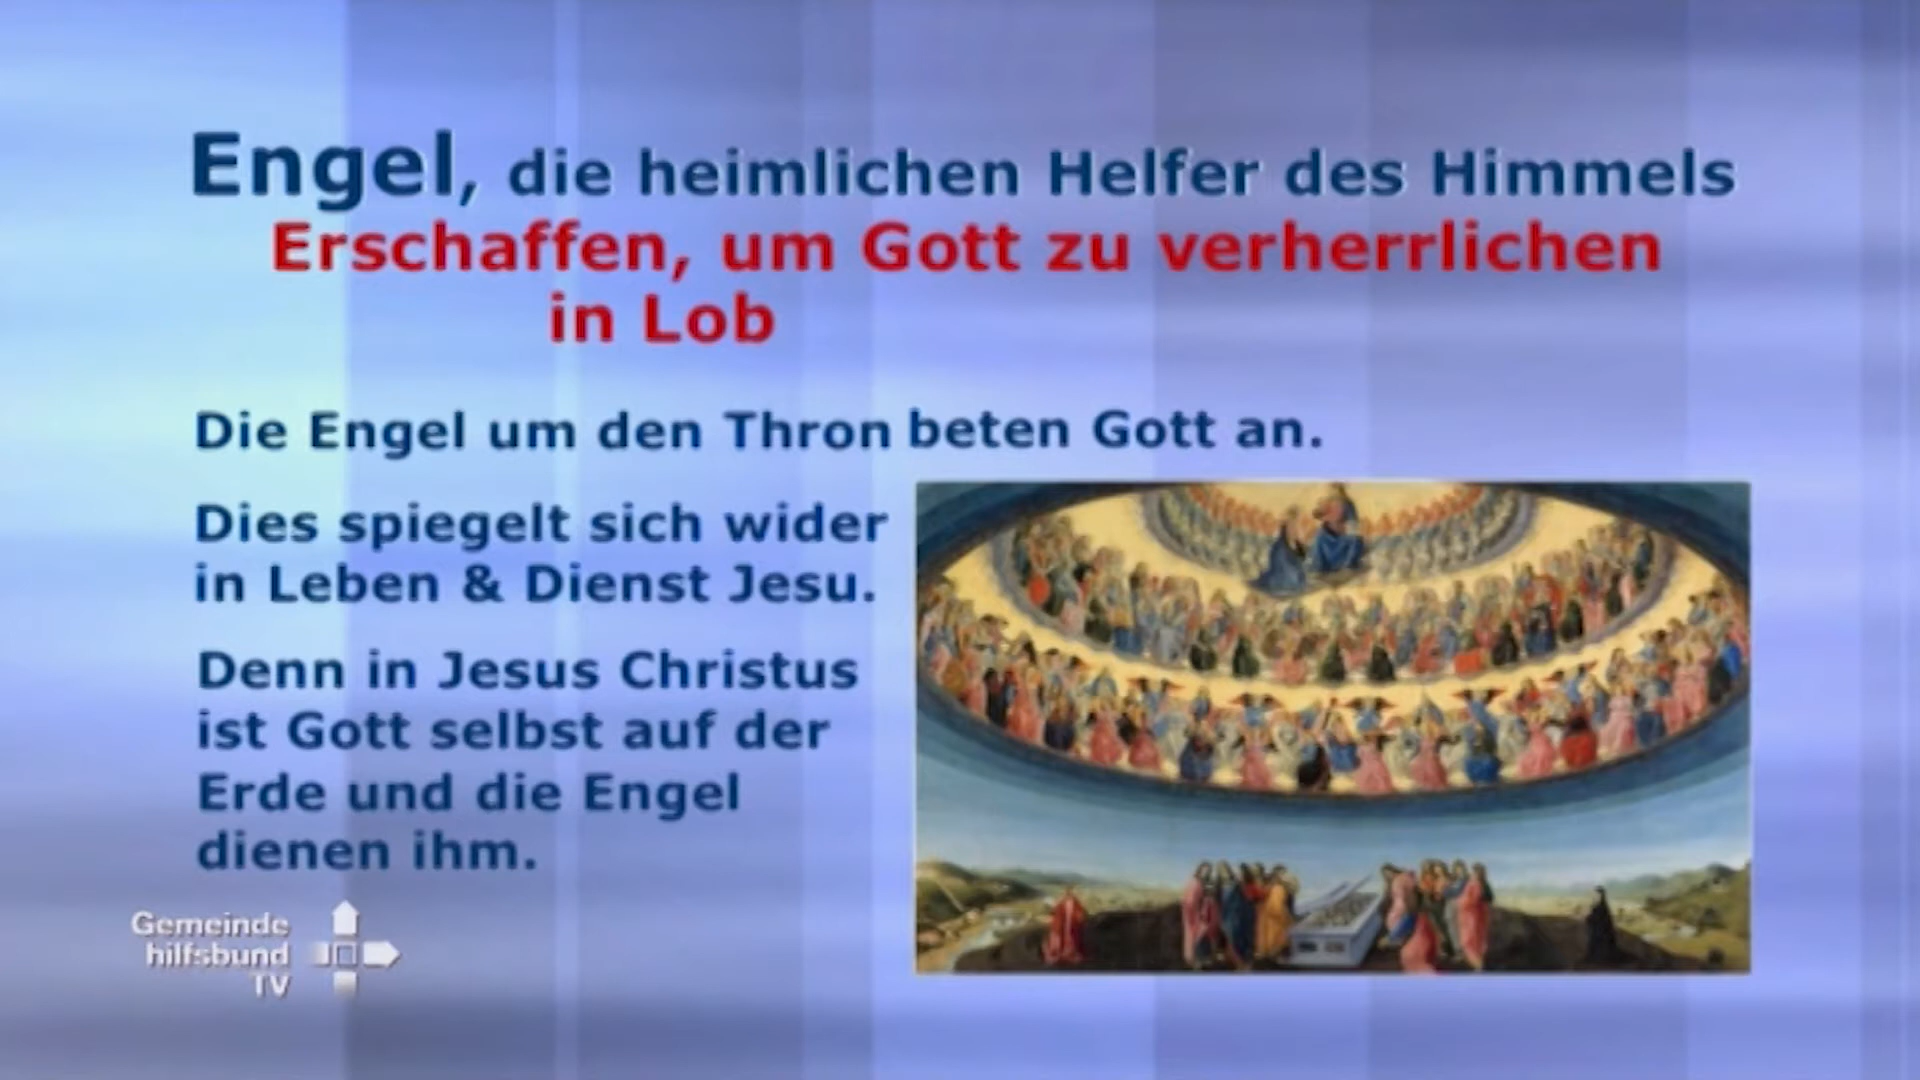 Engel, die heimlichen Helfer des Himmels
Erschaffen, um Gott zu verherrlichen
in Lob
Die Engel um den Thron beten Gott an.
Dies spiegelt sich wider
in Leben & Dienst Jesu.
Denn in Jesus Christus
ist Gott selbst auf der
Erde und die Engel
dienen ihm.
Gemeinde
hilfsbund
TV